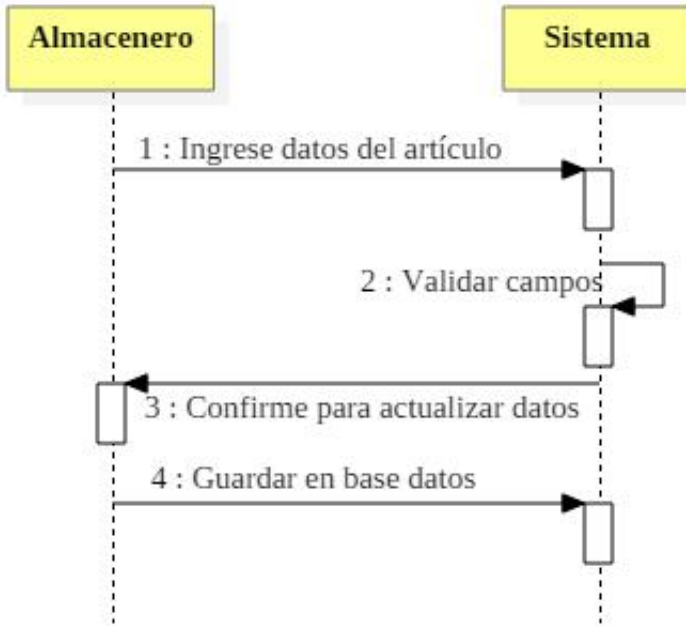 Almacenero
Sistema
1 : Ingrese datos del artículo
2 : Validar campos
3 : Confirme para actualizar datos
4 : Guardar en base datos